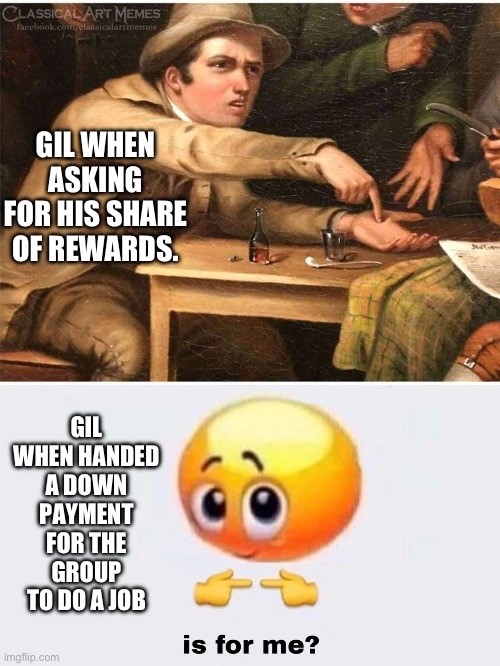 CLASSICAL ART MEMES
facebook.com/classicalartmemes
GIL WHEN
ASKING
FOR HIS SHARE
OF REWARDS.
GIL
WHEN HANDED
A DOWN
PAYMENT
FOR THE
GROUP
TO DO A JOB
is for me?
imgflip.com